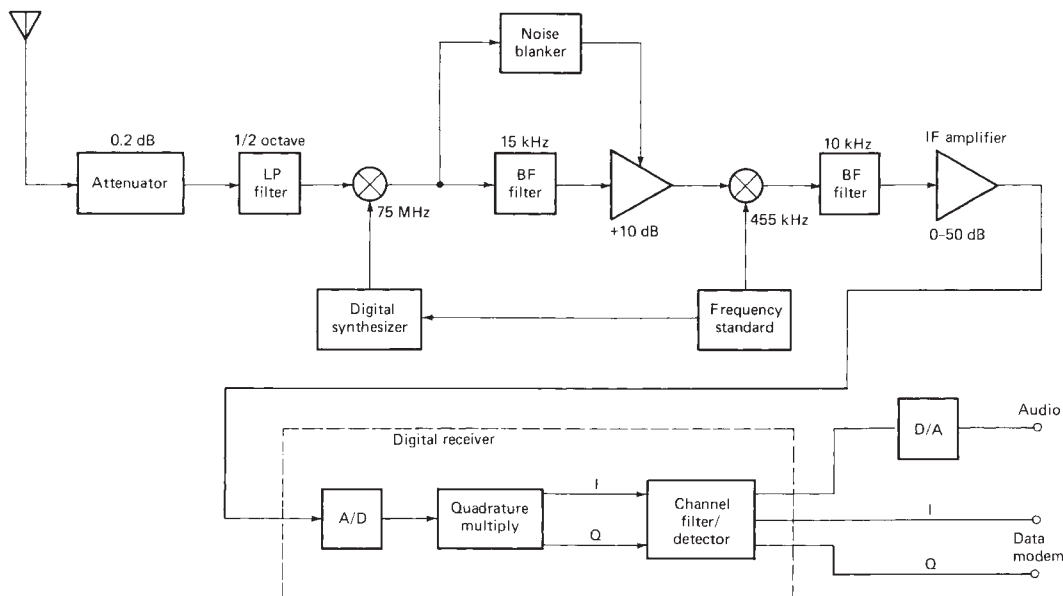 Noise
blanker
0.2 dB
Attenuator
1/2 octave
LP
filter
75 MHz
15 kHz
BF
filter
+10 dB
455 kHz
10 kHz
BF
filter
IF amplifier
0–50 dB
Digital
synthesizer
Frequency
standard
Digital receiver
A/D
Quadrature
multiply
I
Q
Channel
filter/
detector
D/A
Audio
I
Data
modem
Q